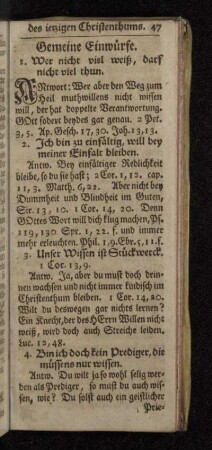 des ietzigen Christenthums. 47
Gemeine Einwürfe.
1. Wer nicht viel weiß, darf
nicht viel thun.
ANtwort: Wer aber den Weg zum
Heil muthwillens nicht wissen
will, der hat doppelte Verantwortung.
GOtt fodert beydes gar genau. 2 Pet.
3, 5. Ap. Gesch. 17, 30. Joh. 13, 13.
2. Ich bin zu einfältig, will bey
meiner Einfalt bleiben.
Antw. Bey einfältiger Redlichkeit
bleibe, so du sie hast; 2 Cor. 1, 12. cap.
11, 3. Matth. 6, 22. Aber nicht bey
Dummheit und Blindheit im Guten,
Sir. 13, 10. 1 Cor. 14, 20. Denn
GOttes Wort will dich klug machen, Ps.
119, 130 Spr. 1, 22. f. und immer
mehr erleuchten. Phil. 1, 9. Ebr. 5, 11. f.
3. Unser Wissen ist Stückwerck.
1 Cor. 13, 9.
Antw. Ja, aber du must doch drin-
nen wachsen und nicht immer kindisch im
Christenthum bleiben. 1 Cor. 14, 20.
Wilt du deswegen gar nichts lernen?
Ein Knecht, der des HErrn Willen nicht
weiß, wird doch auch Streiche leiden,
Luc. 12, 48.
4. Bin ich doch kein Prediger, die
müssens nur wissen.
Antw. Du wilt ja so wohl selig wer-
den als Prediger, so must du auch wis-
sen, wie? Du solst auch ein geistlicher
Prie-